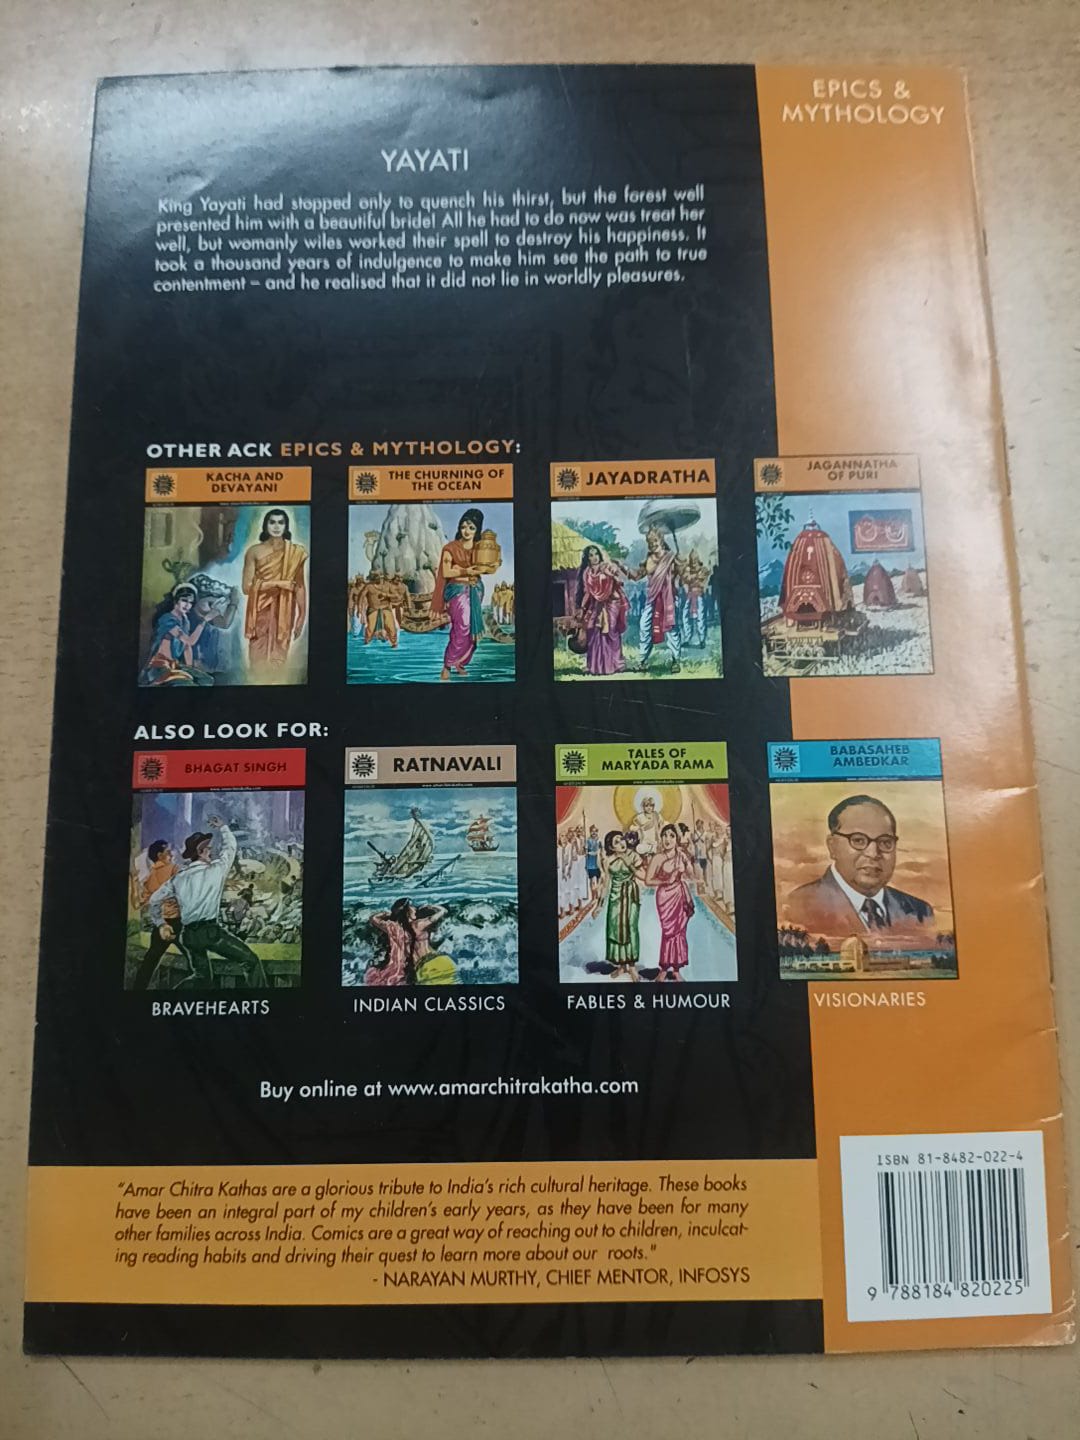 EPICS &
MYTHOLOGY
YAYATI
King Yayati had stopped only to quench his thirst, but the forest well
presented him with a beautiful bride! All he had to do now was treat her
well, but womanly wiles worked their spell to destroy his happiness. It
took a thousand years of indulgence to make him see the path to true
contentment – and he realised that it did not lie in worldly pleasures.
OTHER ACK EPICS & MYTHOLOGY:
KACHA AND
DEVAYANI
THE CHURNING OF
THE OCEAN
JAYADRATHA
JAGANNATHA
OF PURI
ALSO LOOK FOR:
BHAGAT SINGH
RATNAVALI
TALES OF
MARYADA RAMA
BABASAHEB
AMBEDKAR
BRAVEHEARTS
INDIAN CLASSICS
FABLES & HUMOUR
VISIONARIES
Buy online at www.amarchitrakatha.com
"Amar Chitra Kathas are a glorious tribute to India's rich cultural heritage. These books
have been an integral part of my children's early years, as they have been for many
other families across India. Comics are a great way of reaching out to children, inculcat-
ing reading habits and driving their quest to learn more about our roots."
- NARAYAN MURTHY, CHIEF MENTOR, INFOSYS
ISBN 81-8482-022-4
9 788184 820225